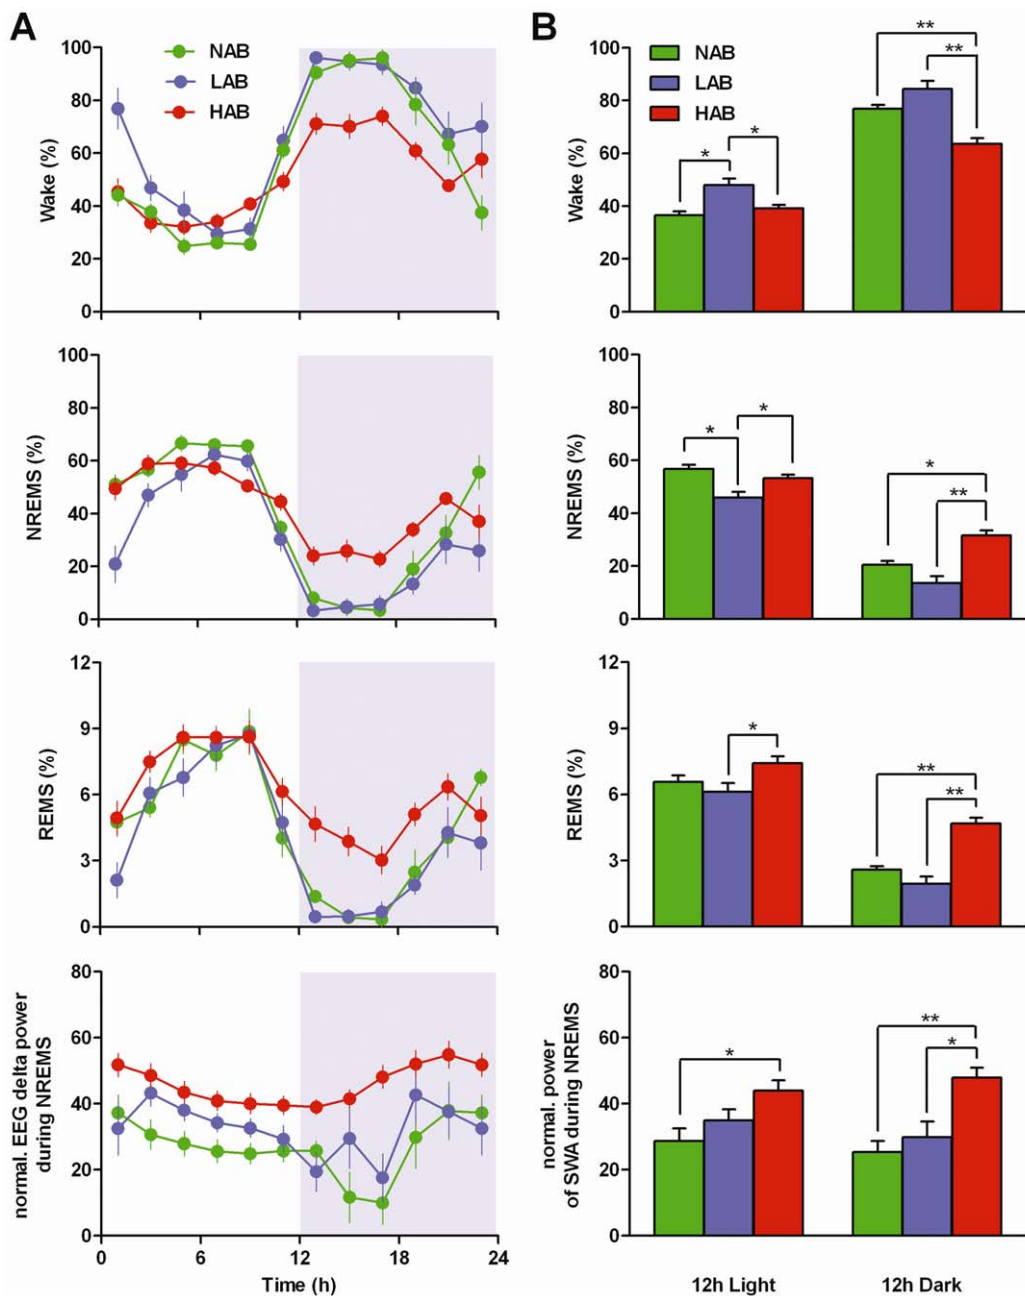 A
B
NAB
LAB
HAB
Wake (%)
100
80
60
40
20
0
NAB
LAB
HAB
Wake (%)
100
80
60
40
20
0
*
*
**
**
NREMS (%)
100
80
60
40
20
0
NREMS (%)
100
80
60
40
20
0
*
*
*
**
REMS (%)
12
9
6
3
0
REMS (%)
12
9
6
3
0
*
**
**
normal. EEG delta power
during NREMS
80
60
40
20
0
0 6 12 18 24
Time (h)
normal. power
of SWA during NREMS
80
60
40
20
0
*
**
*
12h Light 12h Dark